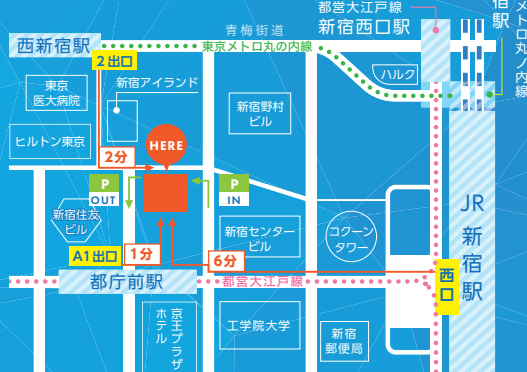 都営大江戸線
新宿西口駅
宿駅
メトロ丸ノ内線
青梅街道
西新宿駅
東京メトロ丸の内線
2出口
ハルク
新宿アイランド
東京
医大病院
新宿野村
ビル
ヒルトン東京
HERE
2分
P
OUT
P
IN
JR
新宿駅
新宿住友
ビル
新宿センター
ビル
コクーン
タワー
A1出口
1分
6分
西口
都庁前駅
都営大江戸線
京王プラザ
ホテル
工学院大学
新宿
郵便局